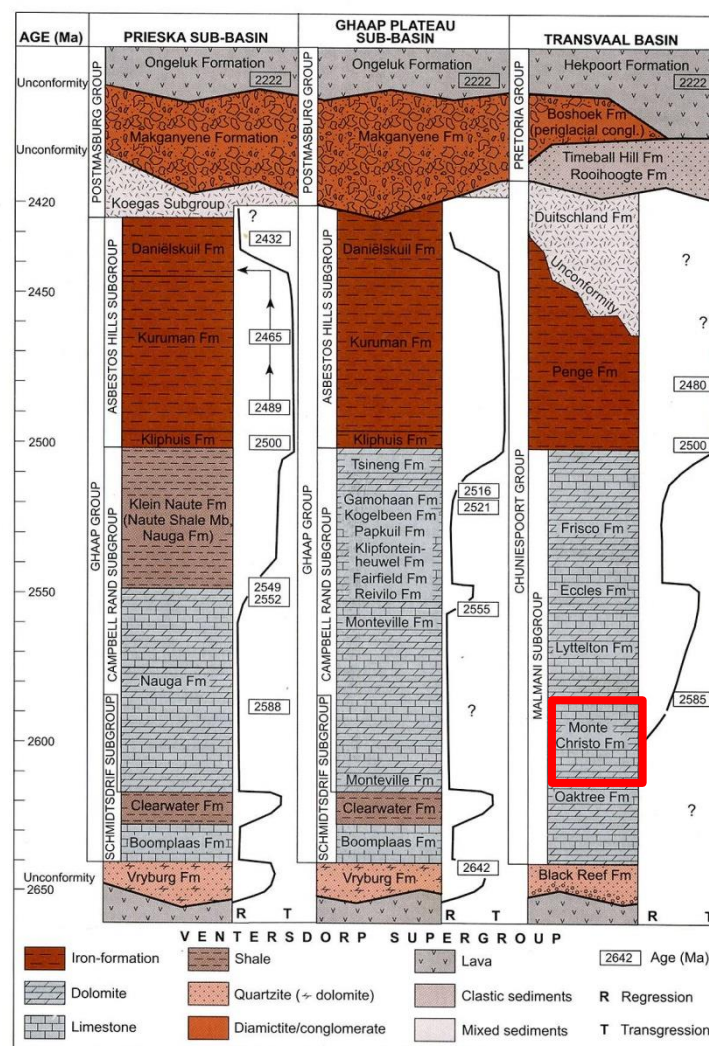 AGE (Ma)
PRIESKA SUB-BASIN
GHAAP PLATEAU
SUB-BASIN
TRANSVAAL BASIN
Unconformity
Unconformity
2420
2450
2500
2550
2600
Unconformity
2650
POSTMASBURG GROUP
GHAAP GROUP
ASBESTOS HILLS SUBGROUP
CAMPBELL RAND SUBGROUP
SCHMIDTSDRIF SUBGROUP
Ongeluk Formation
2222
Makganyene Formation
Koegas Subgroup
?
Daniëlskuil Fm
2432
Kuruman Fm
2465
2489
Kliphuis Fm
2500
Klein Naute Fm
(Naute Shale Mb,
Nauga Fm)
2549
2552
Nauga Fm
2588
Clearwater Fm
Boomplaas Fm
Vryburg Fm
R T
POSTMASBURG GROUP
GHAAP GROUP
ASBESTOS HILLS SUBGROUP
CAMPBELL RAND SUBGROUP
SCHMIDTSDRIF SUBGROUP
Ongeluk Formation
2222
Makganyene Fm
Daniëlskuil Fm
Kuruman Fm
Kliphuis Fm
Tsineng Fm
Gamohaan Fm
2516
Kogelbeen Fm
2521
Papkuil Fm
Klipfontein-
heuwel Fm
Fairfield Fm
Reivilo Fm
2555
Monteville Fm
?
Monteville Fm
Clearwater Fm
Boomplaas Fm
2642
Vryburg Fm
R T
PRETORIA GROUP
CHUNIESPOORT GROUP
MALMANI SUBGROUP
Hekpoort Formation
2222
Boshoek Fm
(periglacial congl.)
Timeball Hill Fm
Rooihoogte Fm
Duitschland Fm
?
Unconformity
?
Penge Fm
2480
2500
Frisco Fm
Eccles Fm
Lyttelton Fm
2585
Monte
Christo Fm
Oaktree Fm
?
Black Reef Fm
R T
VENTERSDORP SUPERGROUP
Iron-formation
Shale
Lava
2642 Age (Ma)
Dolomite
Quartzite (÷ dolomite)
Clastic sediments
R Regression
Limestone
Diamictite/conglomerate
Mixed sediments
T Transgression